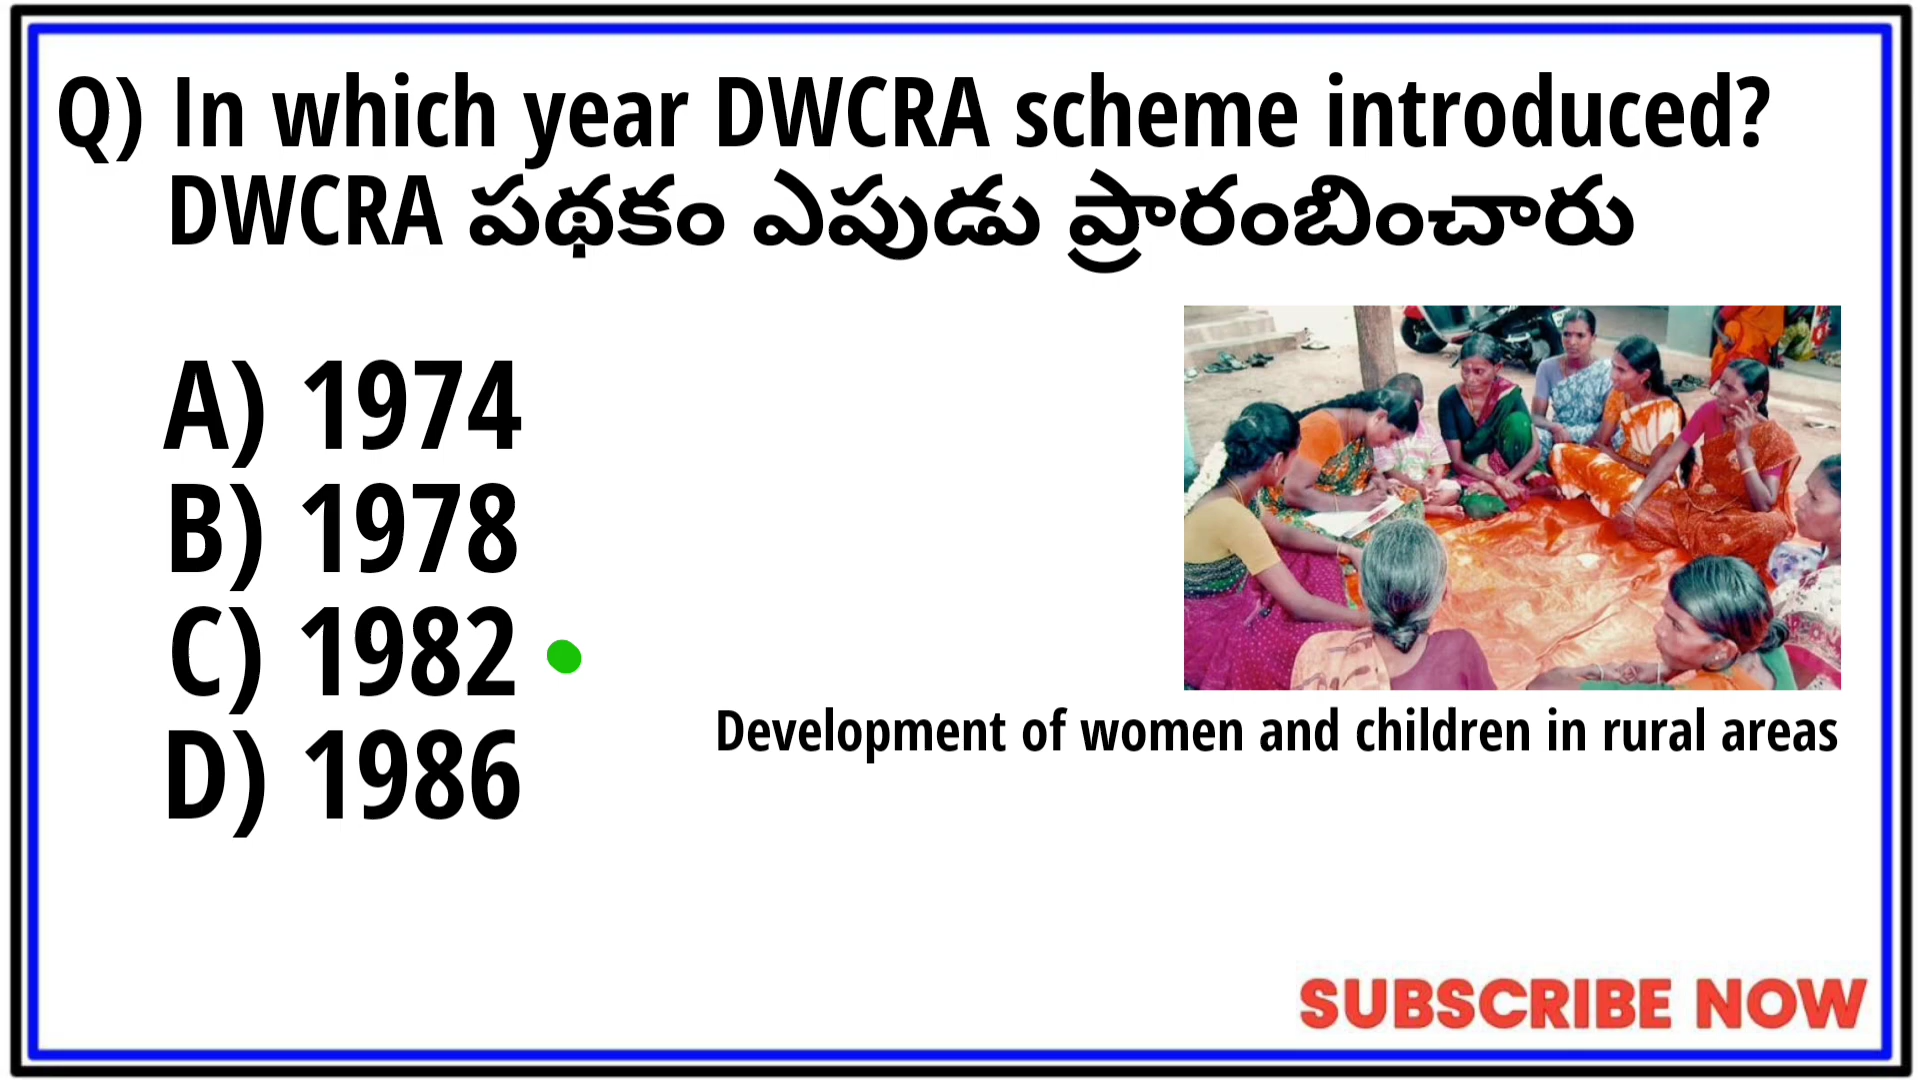 Q) In which year DWCRA scheme introduced?
DWCRA పథకం ఎపుడు ప్రారంబించారు
A) 1974
B) 1978
C) 1982
D) 1986
Development of women and children in rural areas
SUBSCRIBE NOW